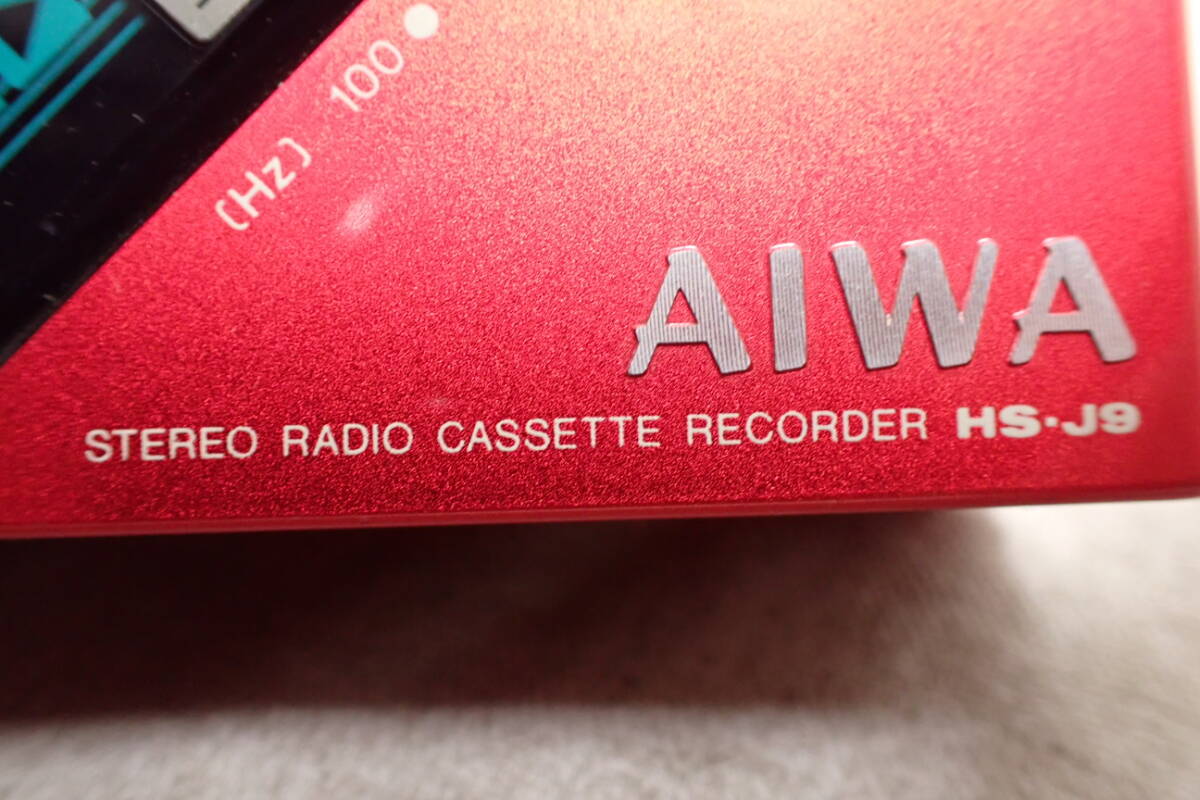 (Hz) 100
AIWA
STEREO RADIO CASSETTE RECORDER HS·J9